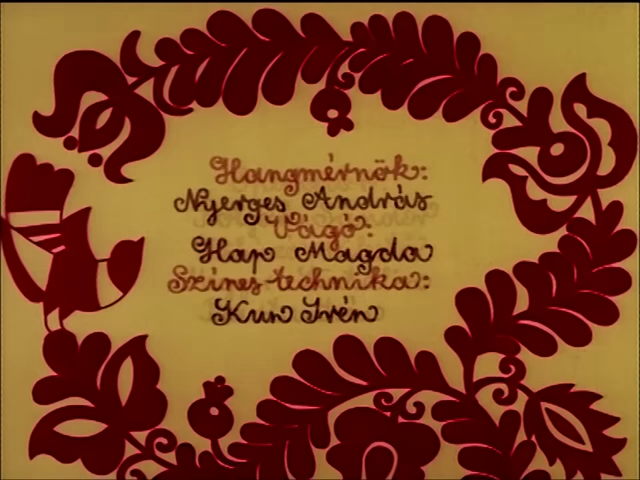 Hangmérnök:
Nyerges András
Vágó:
Hap Magda
Színes-technika:
Kun Irén